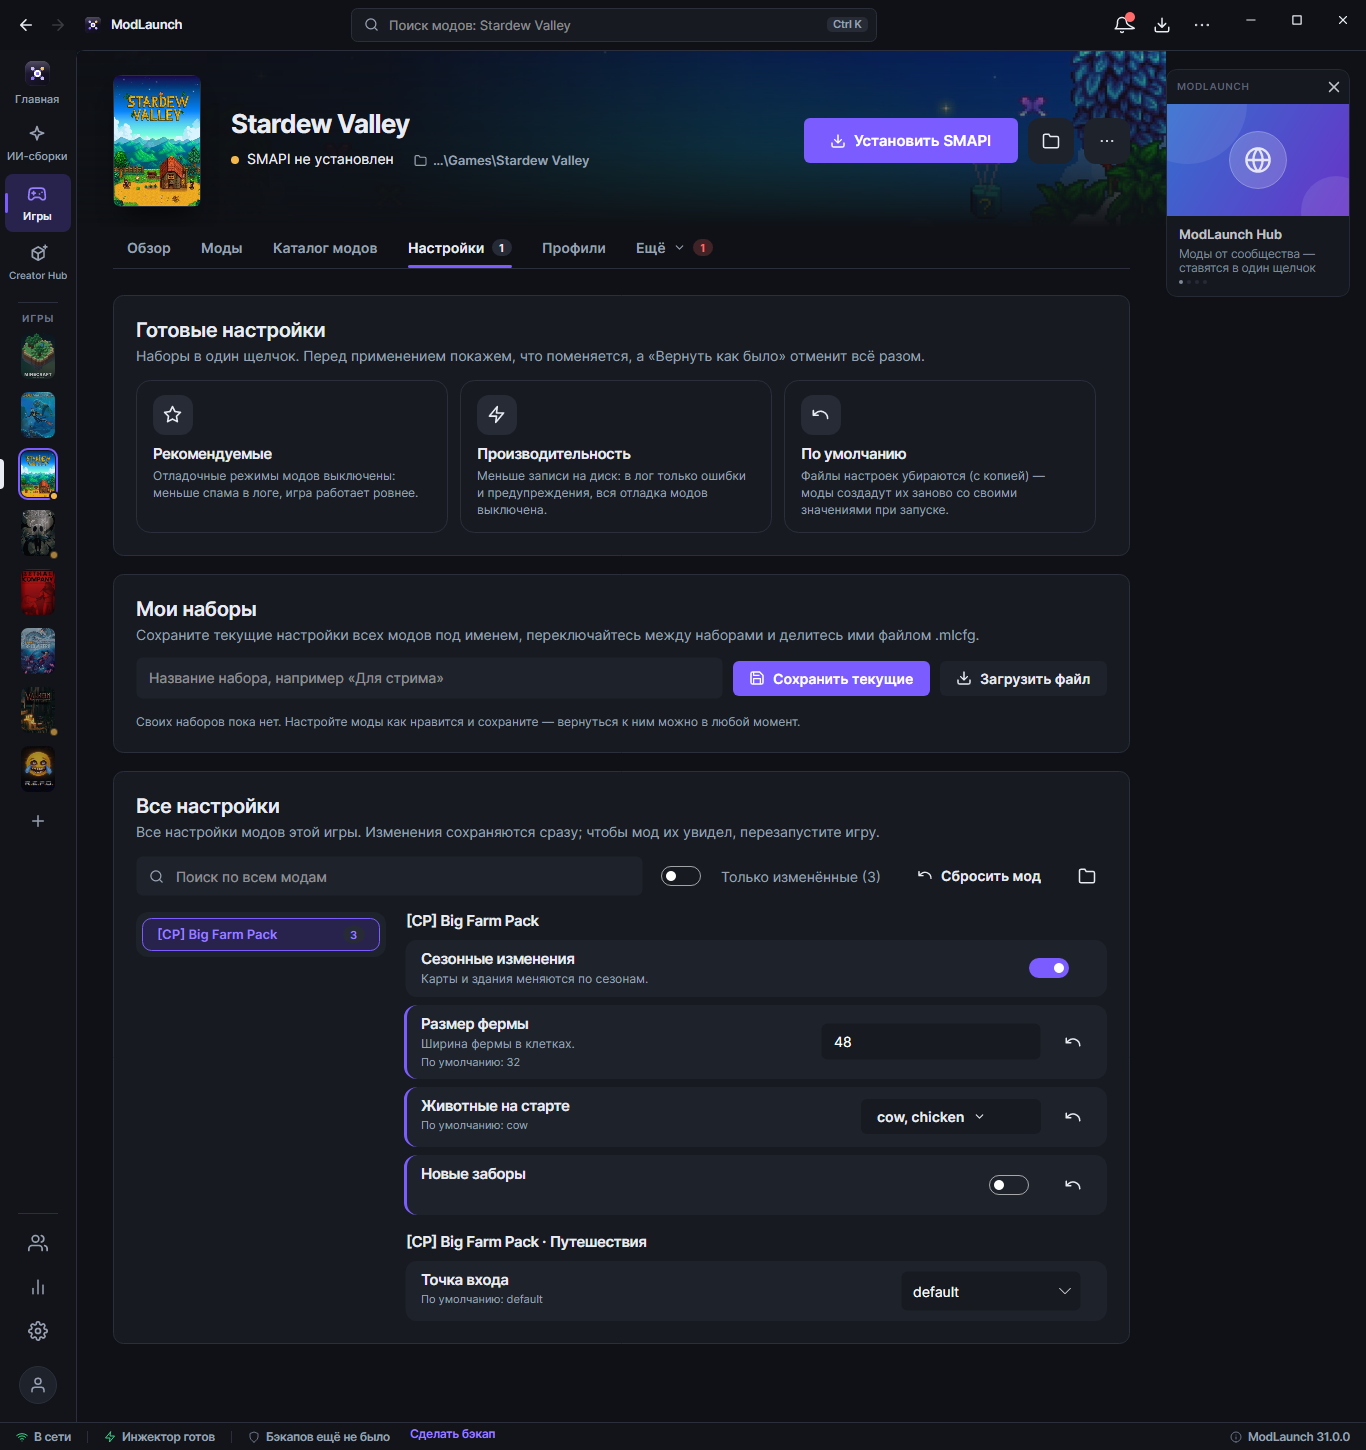 ModLaunch
Поиск модов: Stardew Valley
Ctrl K
Главная
ИИ-сборки
Игры
Creator Hub
ИГРЫ
MINECRAFT
R.E.P.O.
STARDEW
VALLEY
Stardew Valley
SMAPI не установлен
...\Games\Stardew Valley
Установить SMAPI
MODLAUNCH
ModLaunch Hub
Моды от сообщества —
ставятся в один щелчок
Обзор
Моды
Каталог модов
Настройки 1
Профили
Ещё 1
Готовые настройки
Наборы в один щелчок. Перед применением покажем, что поменяется, а «Вернуть как было» отменит всё разом.
Рекомендуемые
Отладочные режимы модов выключены:
меньше спама в логе, игра работает ровнее.
Производительность
Меньше записи на диск: в лог только ошибки
и предупреждения, вся отладка модов
выключена.
По умолчанию
Файлы настроек убираются (с копией) —
моды создадут их заново со своими
значениями при запуске.
Мои наборы
Сохраните текущие настройки всех модов под именем, переключайтесь между наборами и делитесь ими файлом .mlcfg.
Название набора, например «Для стрима»
Сохранить текущие
Загрузить файл
Своих наборов пока нет. Настройте моды как нравится и сохраните — вернуться к ним можно в любой момент.
Все настройки
Все настройки модов этой игры. Изменения сохраняются сразу; чтобы мод их увидел, перезапустите игру.
Поиск по всем модам
Только изменённые (3)
Сбросить мод
[CP] Big Farm Pack 3
[CP] Big Farm Pack
Сезонные изменения
Карты и здания меняются по сезонам.
Размер фермы
Ширина фермы в клетках.
По умолчанию: 32
48
Животные на старте
По умолчанию: cow
cow, chicken
Новые заборы
[CP] Big Farm Pack · Путешествия
Точка входа
По умолчанию: default
default
В сети
Инжектор готов
Бэкапов ещё не было
Сделать бэкап
ModLaunch 31.0.0